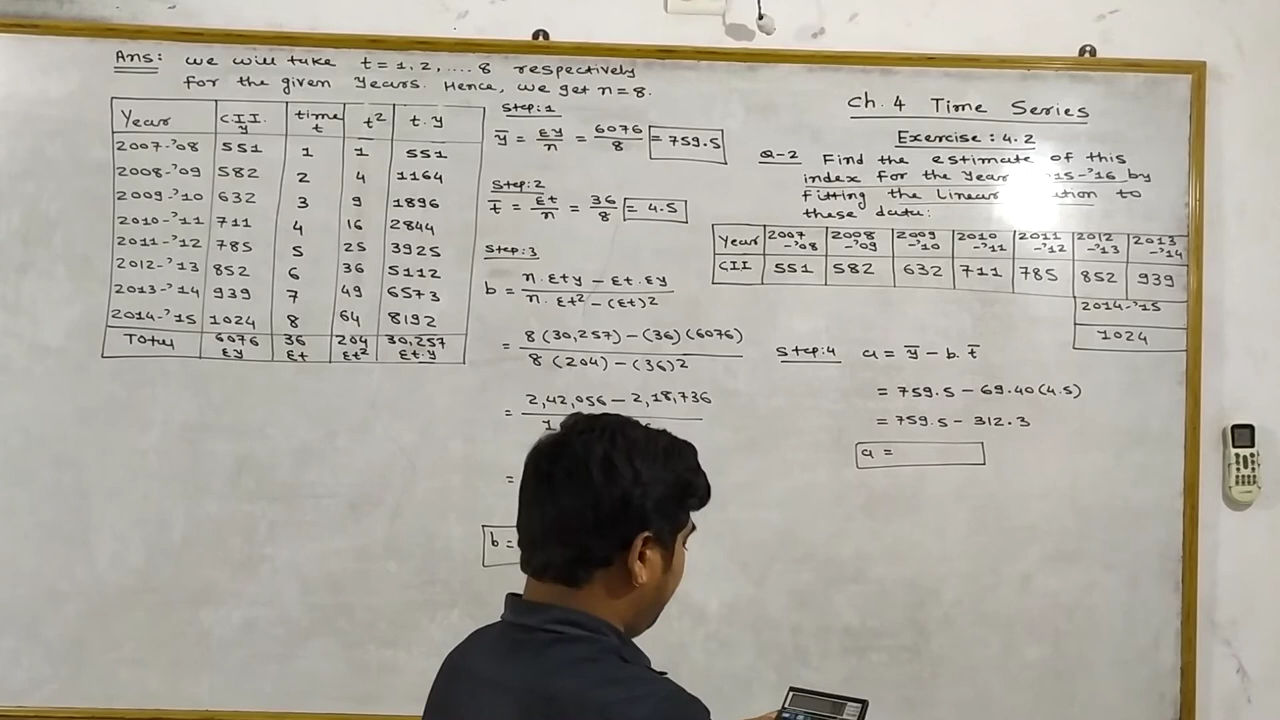 Ans: we will take t = 1, 2, .... 8 respectively
for the given years. Hence, we get n = 8.
Year C.I.I. y time t t² t.y
2007-'08 551 1 1 551
2008-'09 582 2 4 1164
2009-'10 632 3 9 1896
2010-'11 711 4 16 2844
2011-'12 785 5 25 3925
2012-'13 852 6 36 5112
2013-'14 939 7 49 6573
2014-'15 1024 8 64 8192
Total 6076 36 204 30,257
Σy Σt Σt² Σt.y
Step:1
ȳ = Σy/n = 6076/8 = 759.5
Step:2
t̄ = Σt/n = 36/8 = 4.5
Step:3
b = n.Σty - Σt.Σy / n.Σt² - (Σt)²
= 8(30,257) - (36)(6076) / 8(204) - (36)²
= 2,42,056 - 2,18,736
=
b =
Ch. 4 Time Series
Exercise: 4.2
Q-2 Find the estimate of this
index for the year 15-'16 by
fitting the linear to
these data:
Year 2007-'08 2008-'09 2009-'10 2010-'11 2011-'12 2012-'13 2013-'14
CII 551 582 632 711 785 852 939
2014-'15
1024
Step:4 a = ȳ - b.t̄
= 759.5 - 69.40(4.5)
= 759.5 - 312.3
a =